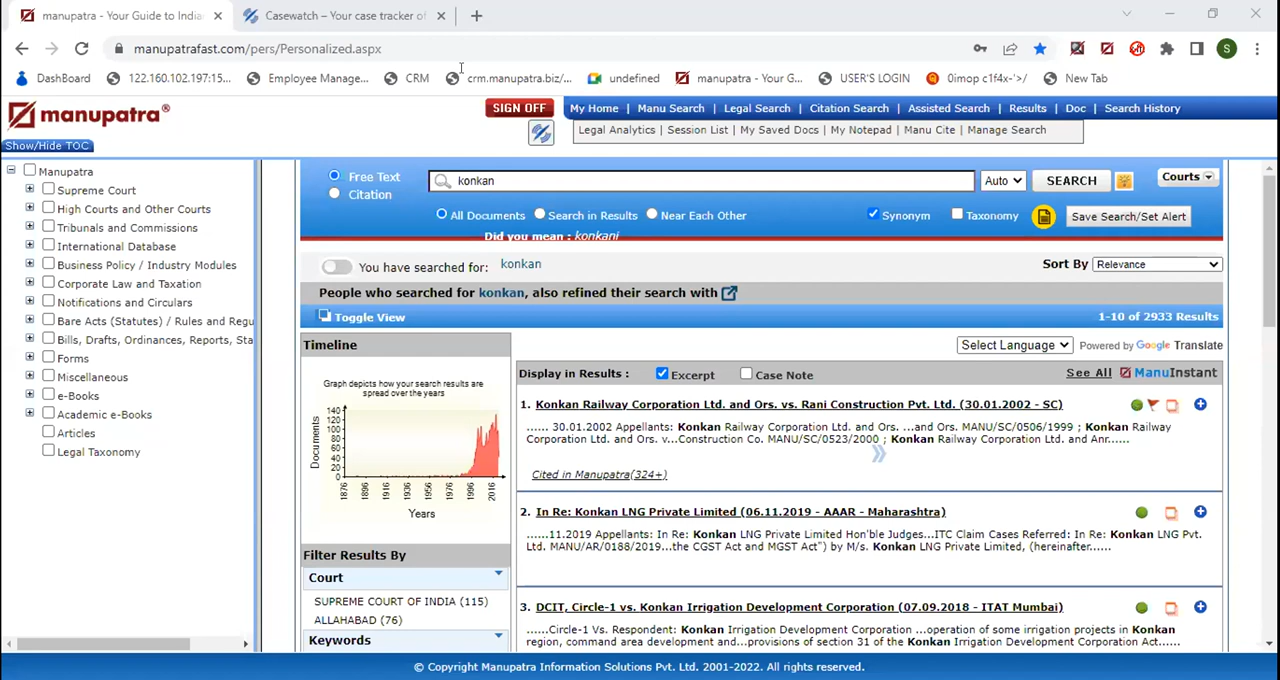 manupatra - Your Guide to India
Casewatch – Your case tracker of
manupatrafast.com/pers/Personalized.aspx
S
DashBoard
122.160.102.197:15...
Employee Manage...
CRM
crm.manupatra.biz/...
undefined
manupatra - Your G...
USER'S LOGIN
0imop c1f4x-'>/
New Tab
manupatra®
SIGN OFF
My Home | Manu Search | Legal Search | Citation Search | Assisted Search | Results | Doc | Search History
Legal Analytics | Session List | My Saved Docs | My Notepad | Manu Cite | Manage Search
Show/Hide TOC
Manupatra
Supreme Court
High Courts and Other Courts
Tribunals and Commissions
International Database
Business Policy / Industry Modules
Corporate Law and Taxation
Notifications and Circulars
Bare Acts (Statutes) / Rules and Regu
Bills, Drafts, Ordinances, Reports, Sta
Forms
Miscellaneous
e-Books
Academic e-Books
Articles
Legal Taxonomy
Free Text
Citation
konkan
Auto
SEARCH
Courts
All Documents
Search in Results
Near Each Other
Synonym
Taxonomy
Save Search/Set Alert
Did you mean : konkani
You have searched for: konkan
Sort By Relevance
People who searched for konkan, also refined their search with
Toggle View
1-10 of 2933 Results
Timeline
Graph depicts how your search results are
spread over the years
Documents
140
120
100
80
60
40
20
0
1876
1896
1916
1936
1956
1976
1996
2016
Years
Filter Results By
Court
SUPREME COURT OF INDIA (115)
ALLAHABAD (76)
Keywords
Select Language
Powered by Google Translate
Display in Results :
Excerpt
Case Note
See All
ManuInstant
1. Konkan Railway Corporation Ltd. and Ors. vs. Rani Construction Pvt. Ltd. (30.01.2002 - SC)
...... 30.01.2002 Appellants: Konkan Railway Corporation Ltd. and Ors. ...and Ors. MANU/SC/0506/1999 ; Konkan Railway
Corporation Ltd. and Ors. v...Construction Co. MANU/SC/0523/2000 ; Konkan Railway Corporation Ltd. and Anr......
Cited in Manupatra(324+)
2. In Re: Konkan LNG Private Limited (06.11.2019 - AAAR - Maharashtra)
......11.2019 Appellants: In Re: Konkan LNG Private Limited Hon'ble Judges...ITC Claim Cases Referred: In Re: Konkan LNG Pvt.
Ltd. MANU/AR/0188/2019...the CGST Act and MGST Act") by M/s. Konkan LNG Private Limited, (hereinafter......
3. DCIT, Circle-1 vs. Konkan Irrigation Development Corporation (07.09.2018 - ITAT Mumbai)
......Circle-1 Vs. Respondent: Konkan Irrigation Development Corporation ...operation of some irrigation projects in Konkan
region, command area development and...provisions of section 31 of the Konkan Irrigation Development Corporation Act......
© Copyright Manupatra Information Solutions Pvt. Ltd. 2001-2022. All rights reserved.